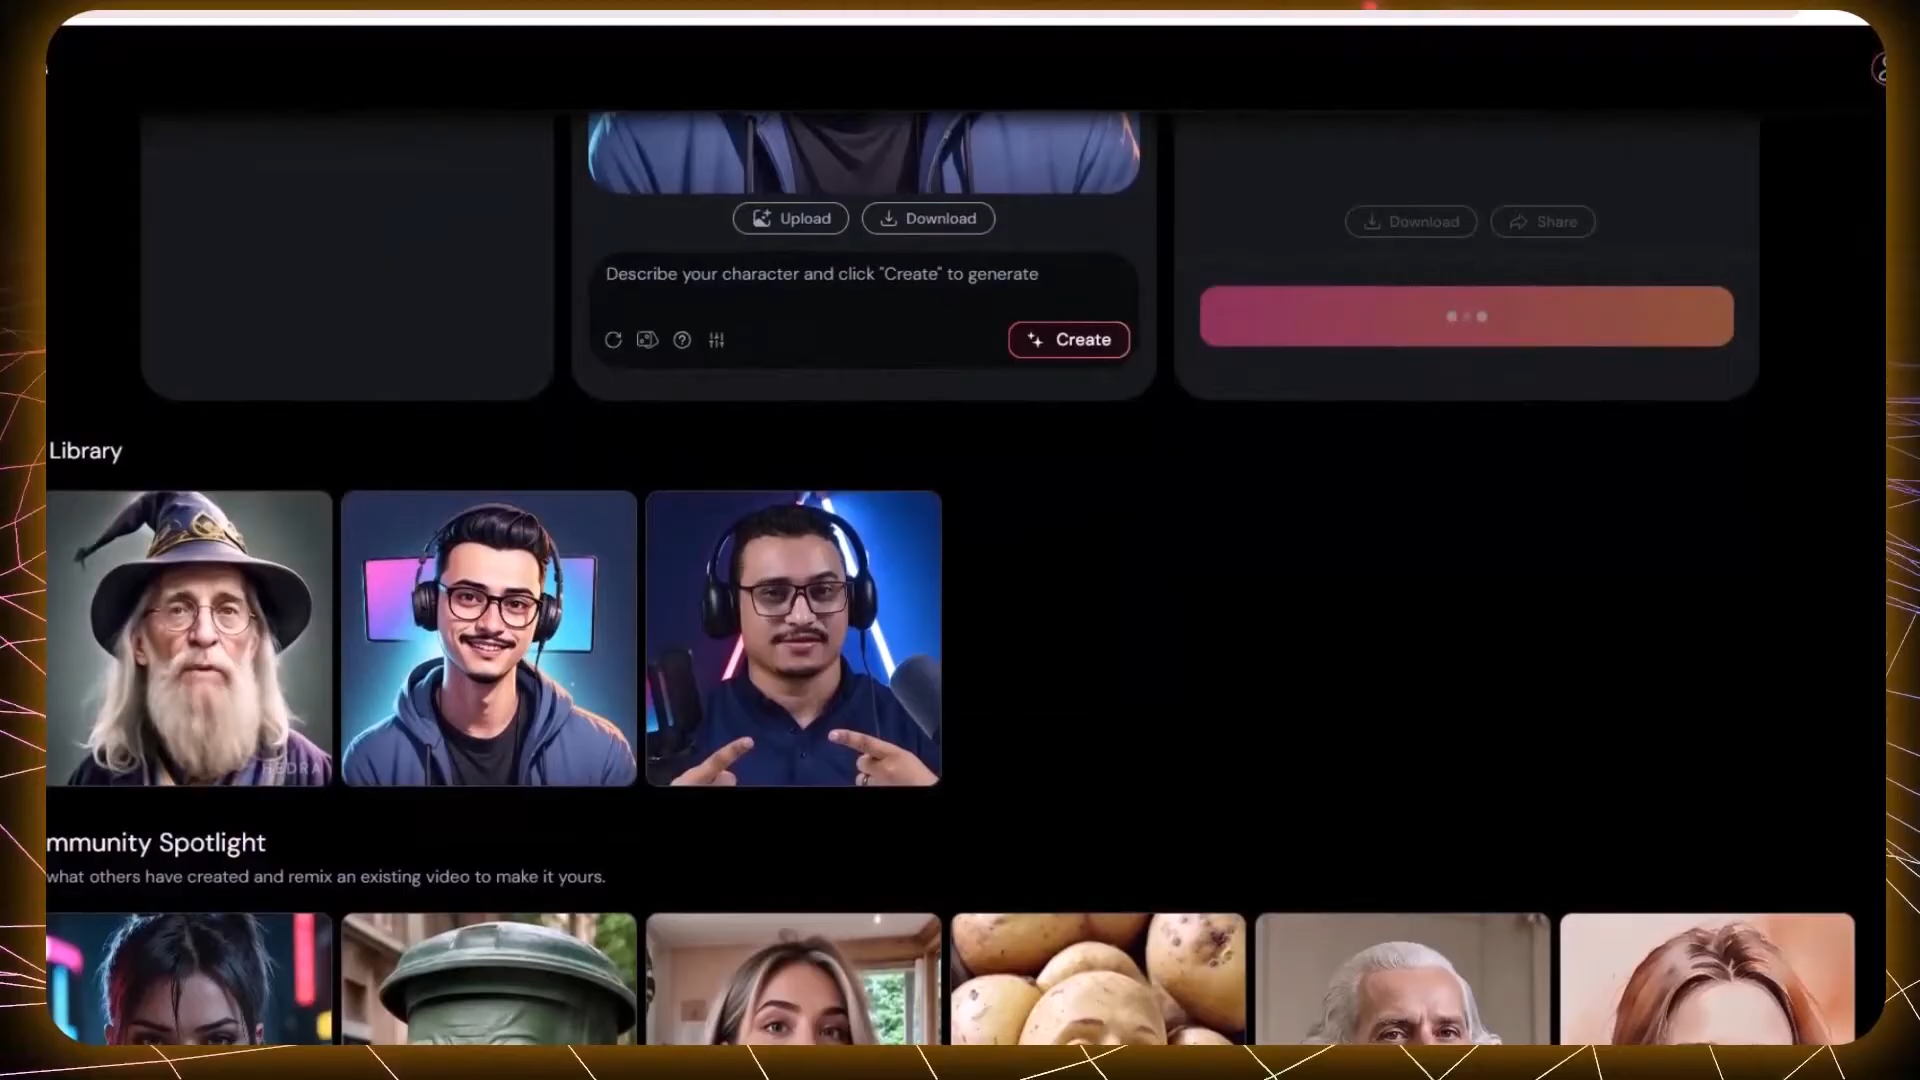 Upload
Download
Download
Share
Describe your character and click "Create" to generate
Create
Library
HEDRA
mmunity Spotlight
what others have created and remix an existing video to make it yours.